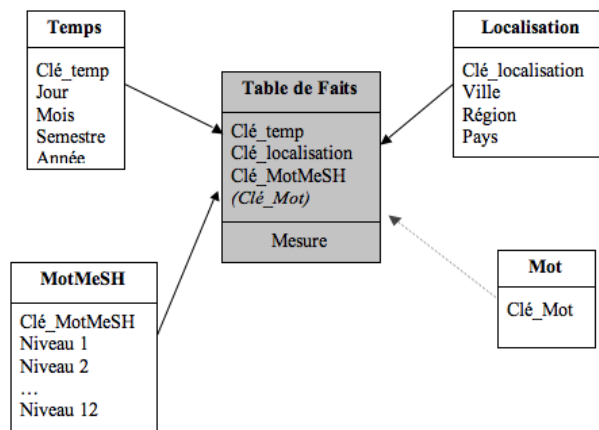 Temps
Clé_temp
Jour
Mois
Semestre
Année
Table de Faits
Clé_temp
Clé_localisation
Clé_MotMeSH
(Clé_Mot)
Mesure
Localisation
Clé_localisation
Ville
Région
Pays
MotMeSH
Clé_MotMeSH
Niveau 1
Niveau 2
…
Niveau 12
Mot
Clé_Mot